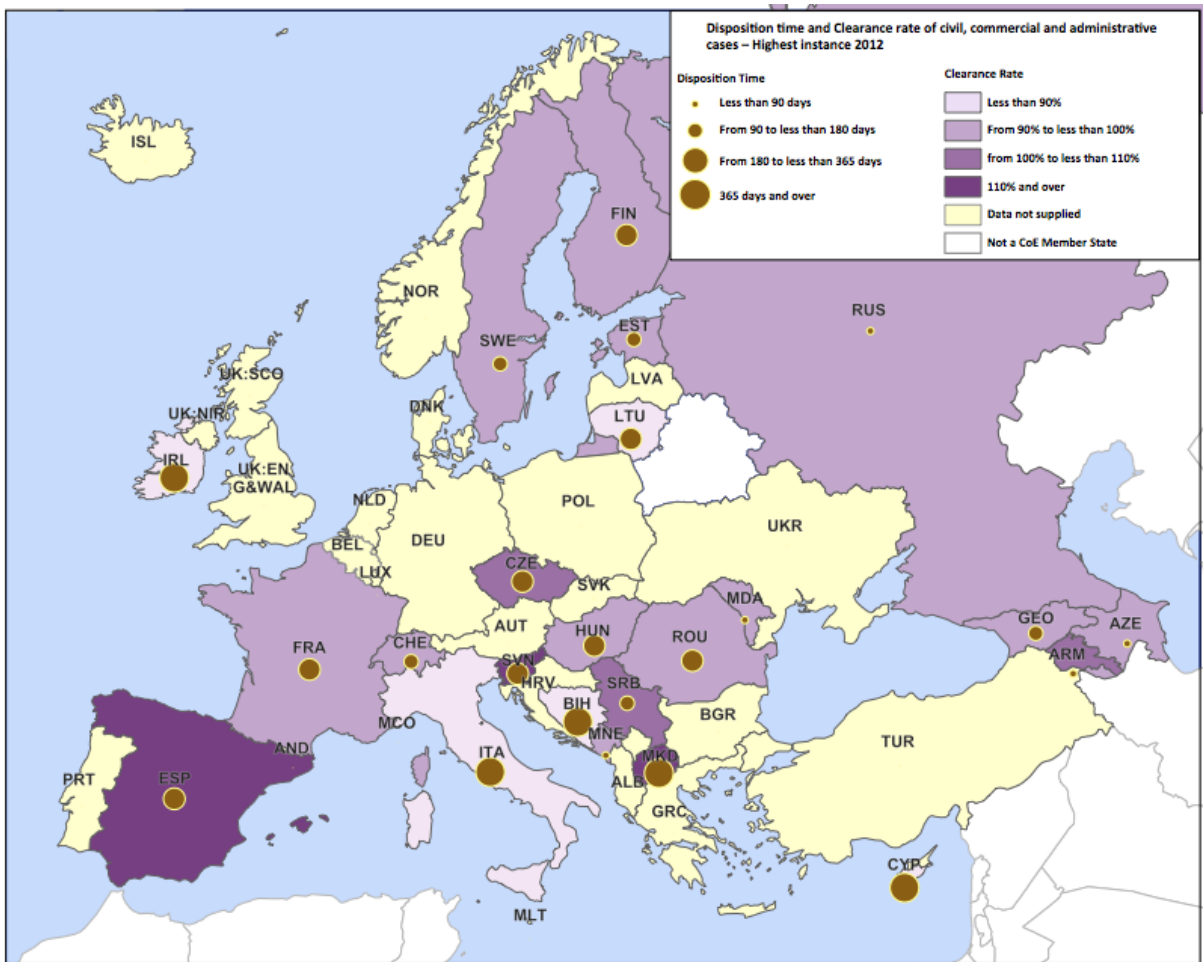 Disposition time and Clearance rate of civil, commercial and administrative
cases – Highest instance 2012
Disposition Time
Less than 90 days
From 90 to less than 180 days
From 180 to less than 365 days
365 days and over
Clearance Rate
Less than 90%
From 90% to less than 100%
from 100% to less than 110%
110% and over
Data not supplied
Not a CoE Member State
ISL
FIN
NOR
RUS
SWE
EST
UK:SCO
LVA
DNK
UK:NIR
LTU
IRL
UK:EN
G&WAL
NLD
POL
UKR
DEU
BEL
CZE
LUX
SVK
MDA
AUT
GEO
AZE
HUN
ROU
CHE
FRA
ARM
SVN
HRV
SRB
BIH
BGR
MCO
MNE
TUR
AND
ITA
MKD
PRT
ESP
ALB
GRC
CYP
MLT